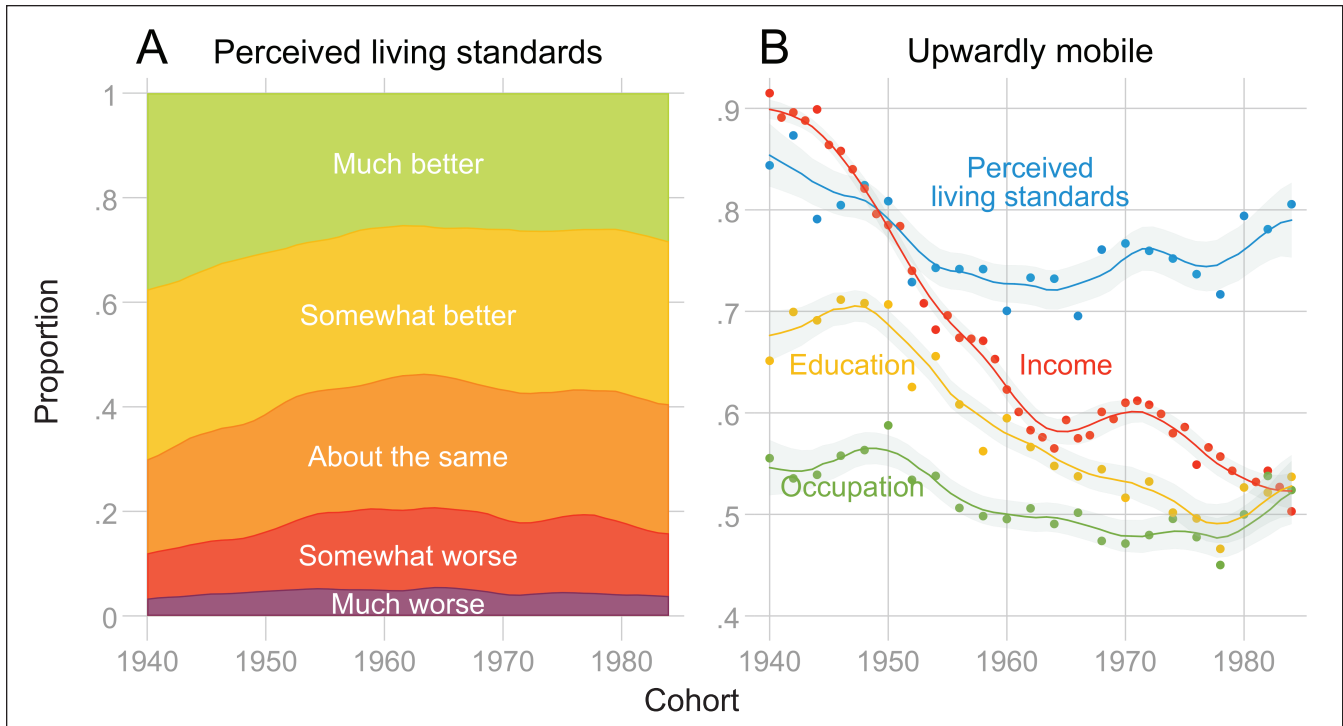 A Perceived living standards
B Upwardly mobile
Proportion
1
.8
.6
.4
.2
0
Much better
Somewhat better
About the same
Somewhat worse
Much worse
1940 1950 1960 1970 1980
.9
.8
.7
.6
.5
.4
Perceived
living standards
Education
Income
Occupation
1940 1950 1960 1970 1980
Cohort